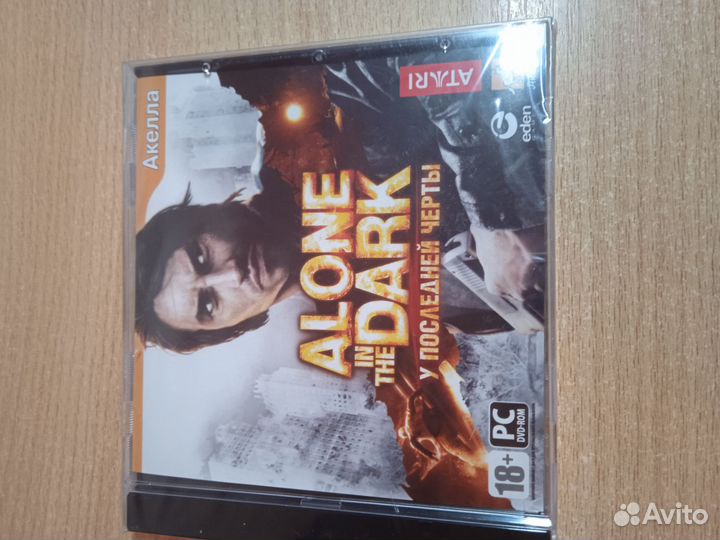 Акелла
ALONE
IN THE
DARK
У ПОСЛЕДНЕЙ ЧЕРТЫ
18+
PC
DVD-ROM
ATARI
eden
Avito